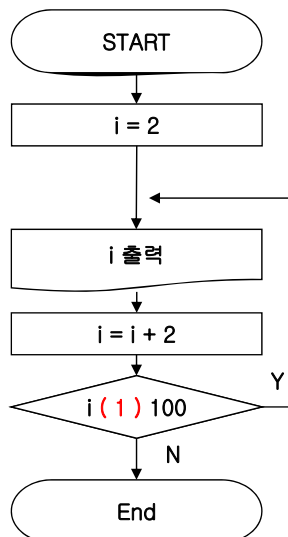 START
i = 2
i 출력
i = i + 2
Y
i ( 1 ) 100
N
End